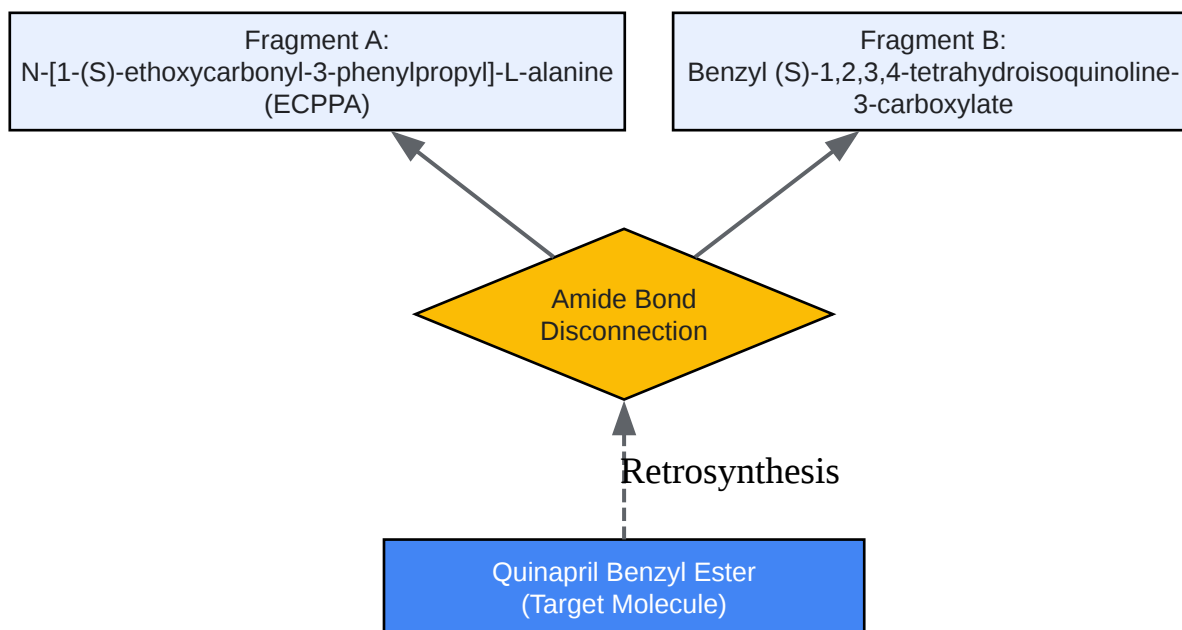 Fragment A:
N-[1-(S)-ethoxycarbonyl-3-phenylpropyl]-L-alanine
(ECPPA)
Fragment B:
Benzyl (S)-1,2,3,4-tetrahydroisoquinoline-
3-carboxylate
Amide Bond
Disconnection
Retrosynthesis
Quinapril Benzyl Ester
(Target Molecule)